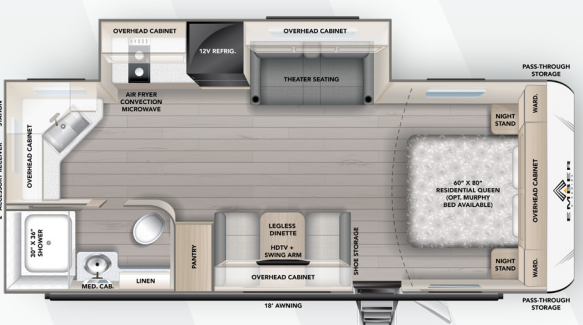 OVERHEAD CABINET
OVERHEAD CABINET
12V REFRIG.
THEATER SEATING
AIR FRYER
CONVECTION
MICROWAVE
PASS-THROUGH
STORAGE
WARD.
NIGHT
STAND
OVERHEAD CABINET
60" X 80"
RESIDENTIAL QUEEN
(OPT. MURPHY
BED AVAILABLE)
OVERHEAD CABINET
EMBER
LEGLESS
DINETTE
HDTV +
SWING ARM
OVERHEAD CABINET
SHOE STORAGE
PANTRY
30" X 36"
SHOWER
MED. CAB.
LINEN
NIGHT
STAND
WARD.
18' AWNING
PASS-THROUGH
STORAGE